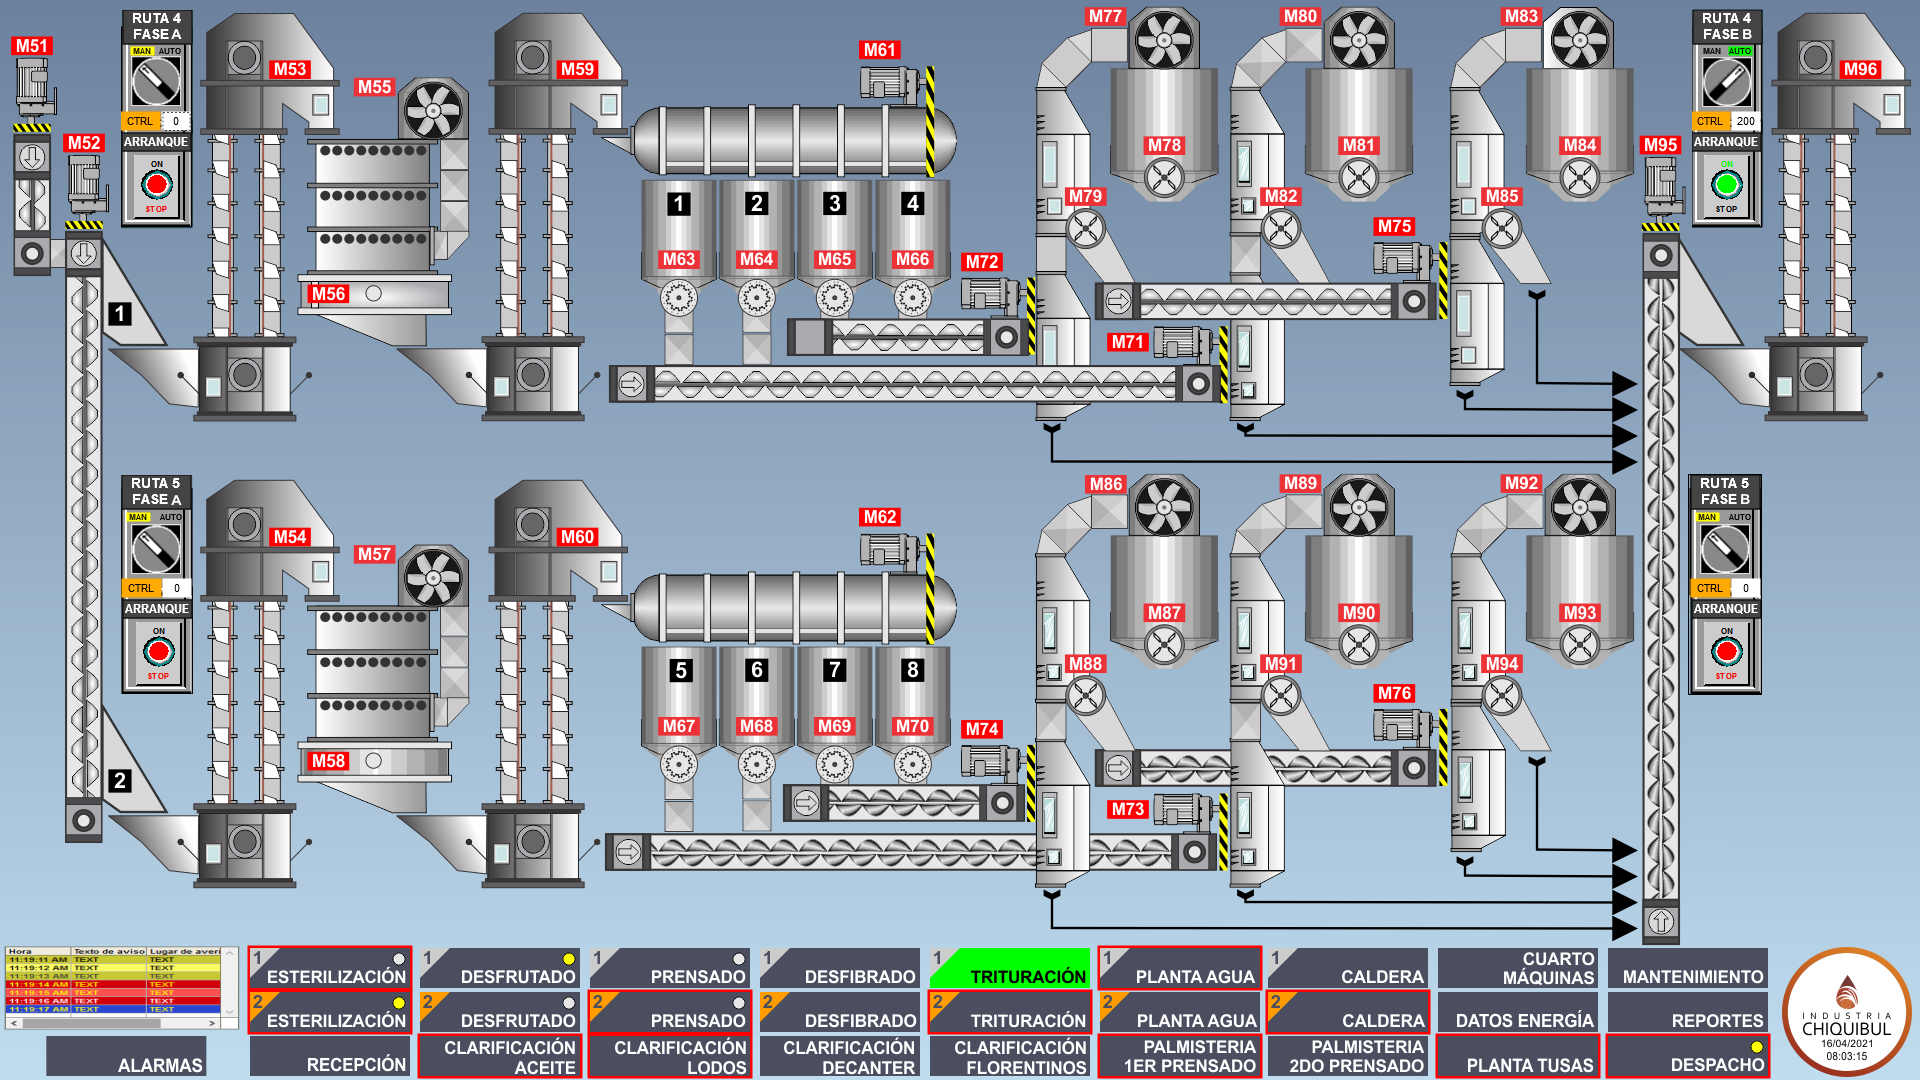 RUTA 4
FASE A
MAN AUTO
CTRL 0
ARRANQUE
ON
STOP
M51
M52
M53
M55
M56
M59
M61
M63
M64
M65
M66
1
2
3
4
M72
M71
M75
M77
M78
M79
M80
M81
M82
M83
M84
M85
M95
M96
RUTA 4
FASE B
MAN AUTO
CTRL 200
ARRANQUE
ON
STOP
1
2
RUTA 5
FASE A
MAN AUTO
CTRL 0
ARRANQUE
ON
STOP
M54
M57
M58
M60
M62
5
6
7
8
M67
M68
M69
M70
M74
M73
M76
M86
M87
M88
M89
M90
M91
M92
M93
M94
RUTA 5
FASE B
MAN AUTO
CTRL 0
ARRANQUE
ON
STOP
Hora Texto de aviso Lugar de averí
11:19:11 AM TEXT TEXT
11:19:12 AM TEXT TEXT
11:19:13 AM TEXT TEXT
11:19:14 AM TEXT TEXT
11:19:15 AM TEXT TEXT
11:19:16 AM TEXT TEXT
11:19:17 AM TEXT TEXT
ALARMAS
1 ESTERILIZACIÓN
2 ESTERILIZACIÓN
RECEPCIÓN
1 DESFRUTADO
2 DESFRUTADO
CLARIFICACIÓN
ACEITE
1 PRENSADO
2 PRENSADO
CLARIFICACIÓN
LODOS
1 DESFIBRADO
2 DESFIBRADO
CLARIFICACIÓN
DECANTER
1 TRITURACIÓN
2 TRITURACIÓN
CLARIFICACIÓN
FLORENTINOS
1 PLANTA AGUA
2 PLANTA AGUA
PALMISTERIA
1ER PRENSADO
1 CALDERA
2 CALDERA
PALMISTERIA
2DO PRENSADO
CUARTO
MÁQUINAS
DATOS ENERGÍA
PLANTA TUSAS
MANTENIMIENTO
REPORTES
DESPACHO
INDUSTRIA
CHIQUIBUL
16/04/2021
08:03:15